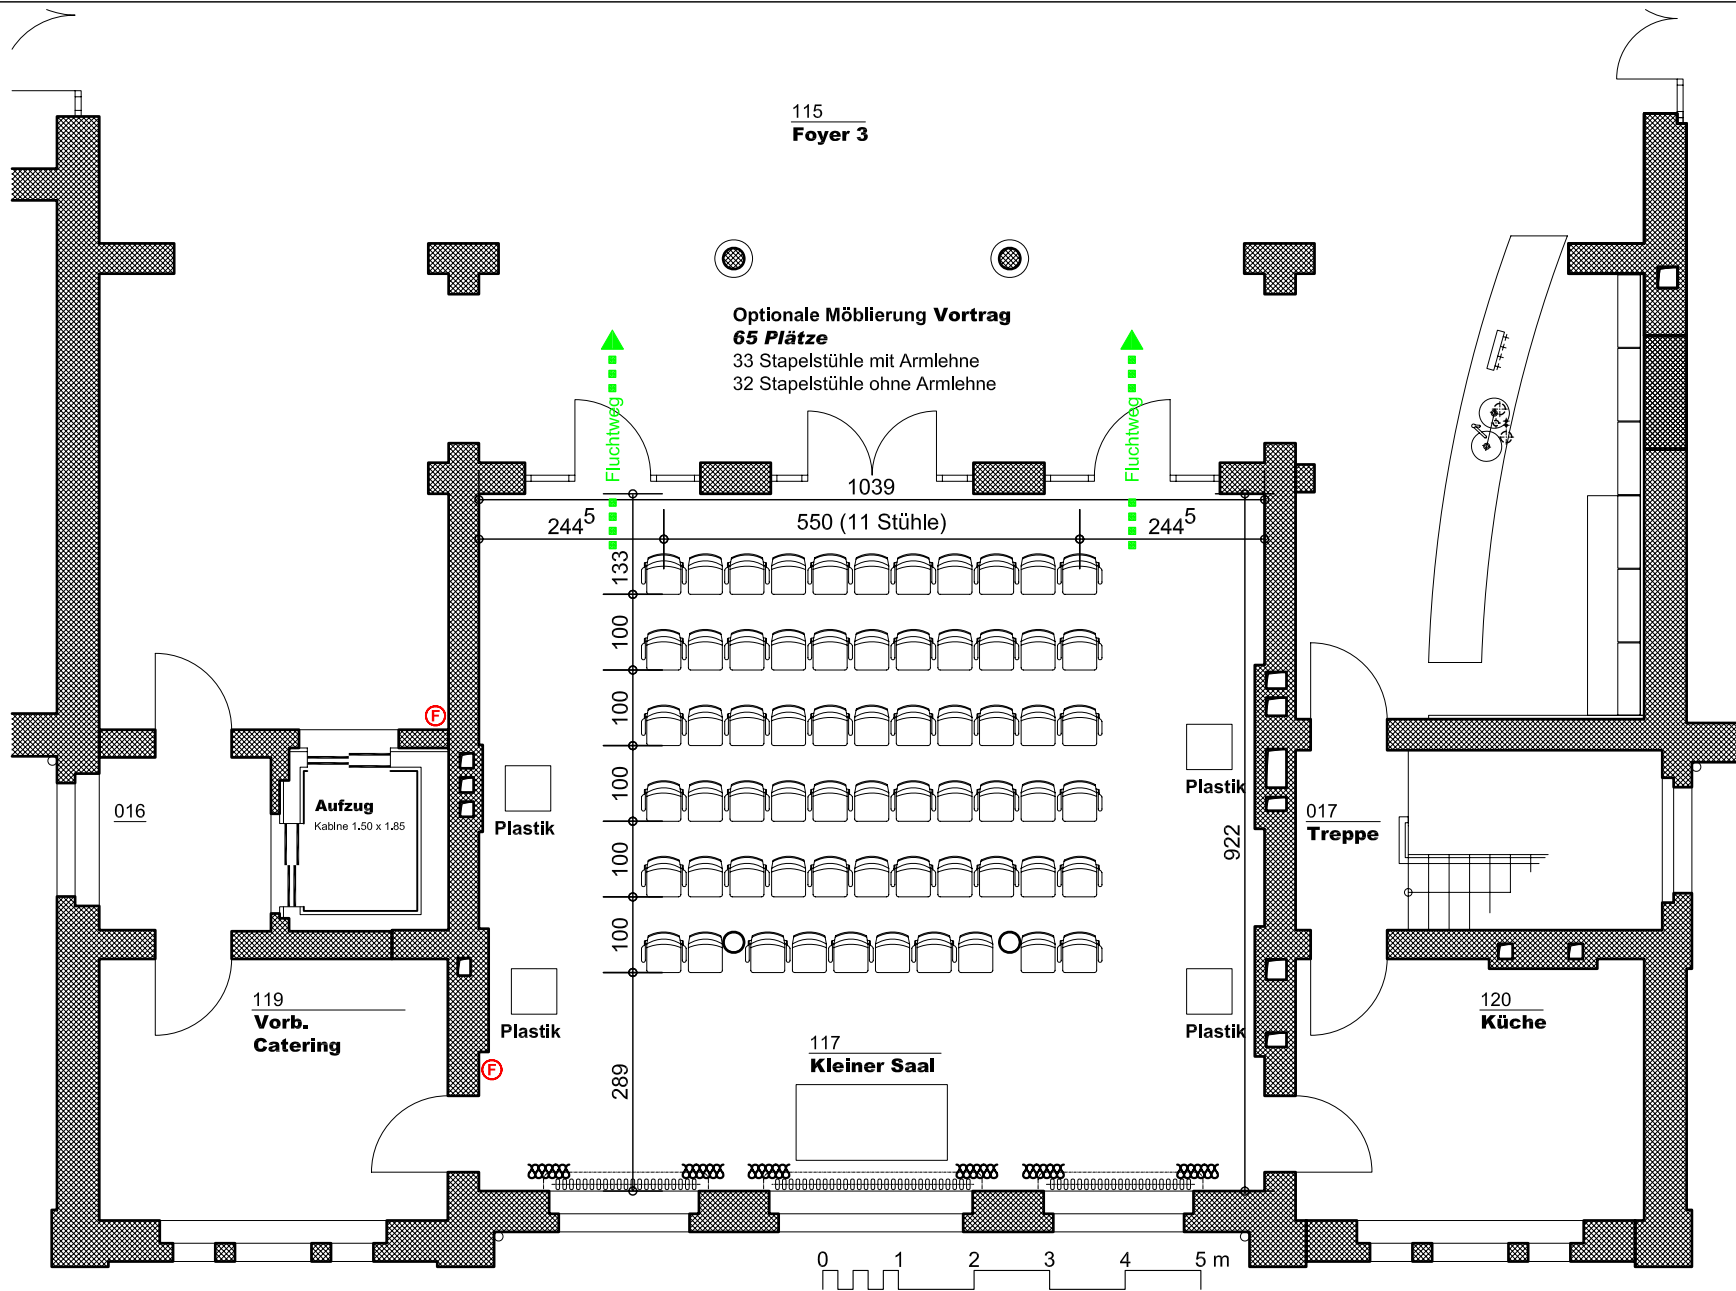 115
Foyer 3
Optionale Möblierung Vortrag
65 Plätze
33 Stapelstühle mit Armlehne
32 Stapelstühle ohne Armlehne
Fluchtweg
Fluchtweg
1039
244⁵
550 (11 Stühle)
244⁵
133
100
100
100
100
100
289
922
F
016
Aufzug
Kabine 1.50 x 1.85
Plastik
Plastik
017
Treppe
119
Vorb.
Catering
Plastik
Plastik
120
Küche
117
Kleiner Saal
F
0 1 2 3 4 5 m